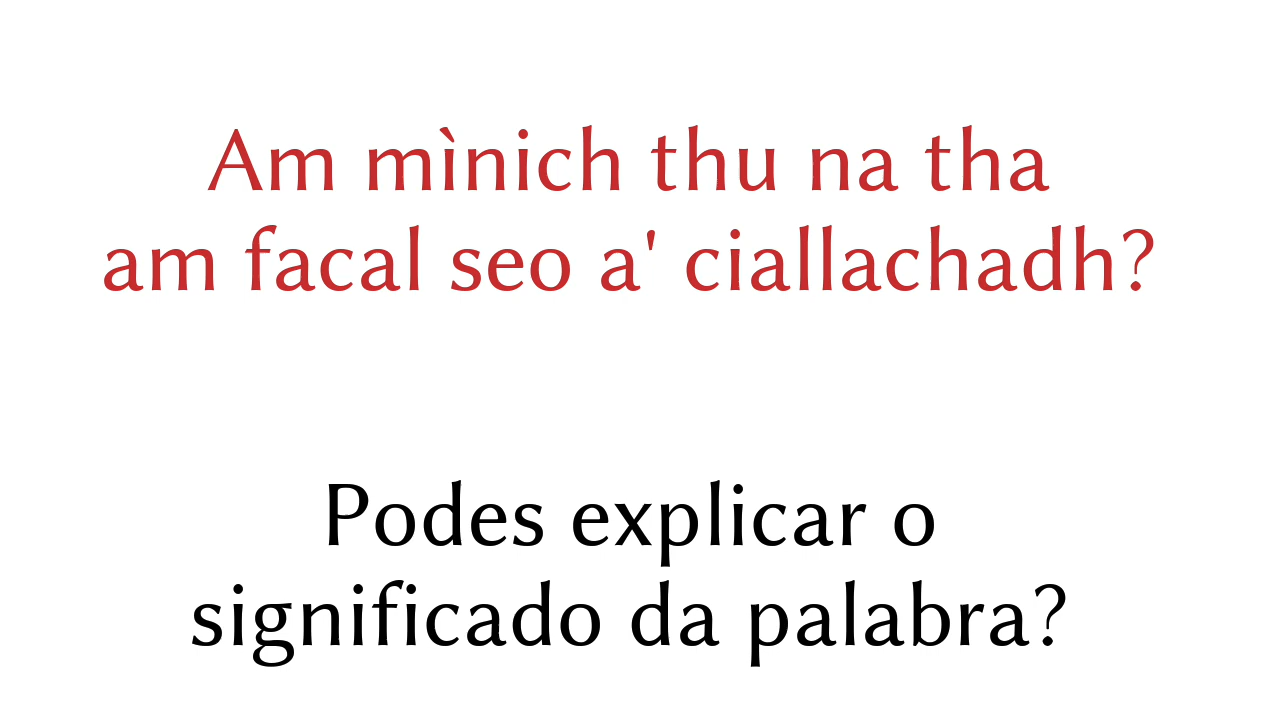 Am mìnich thu na tha
am facal seo a' ciallachadh?
Podes explicar o
significado da palabra?